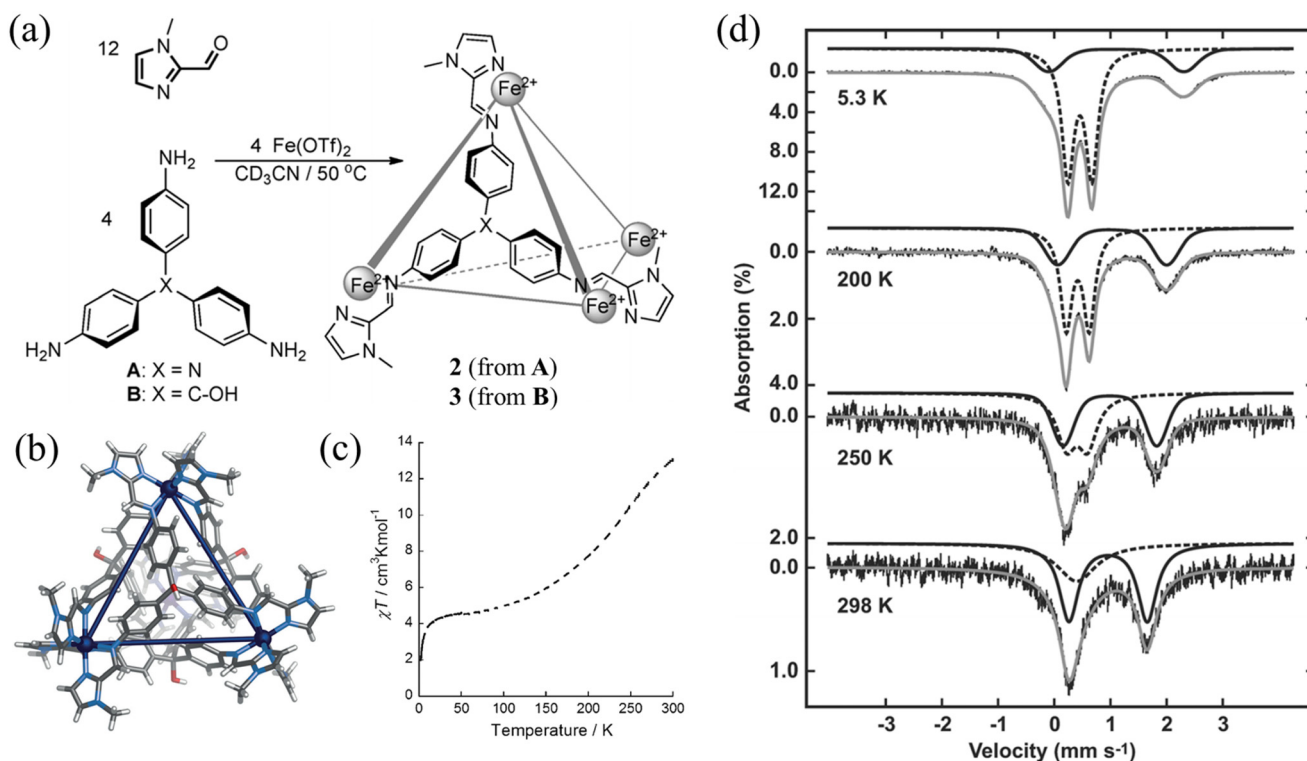 (a)
12
N
O
N
NH₂
4
X
H₂N
NH₂
A: X = N
B: X = C-OH
4 Fe(OTf)₂
CD₃CN / 50 °C
N
N
Fe²⁺
N
X
Fe²⁺
Fe²⁺
N
N
Fe²⁺
N
N
N
N
2 (from A)
3 (from B)
(b)
(c)
χT / cm³Kmol⁻¹
14
12
10
8
6
4
2
0
0 50 100 150 200 250 300
Temperature / K
(d)
Absorption (%)
0.0
5.3 K
4.0
8.0
12.0
0.0
200 K
2.0
4.0
0.0
250 K
2.0
0.0
298 K
1.0
-3 -2 -1 0 1 2 3
Velocity (mm s⁻¹)